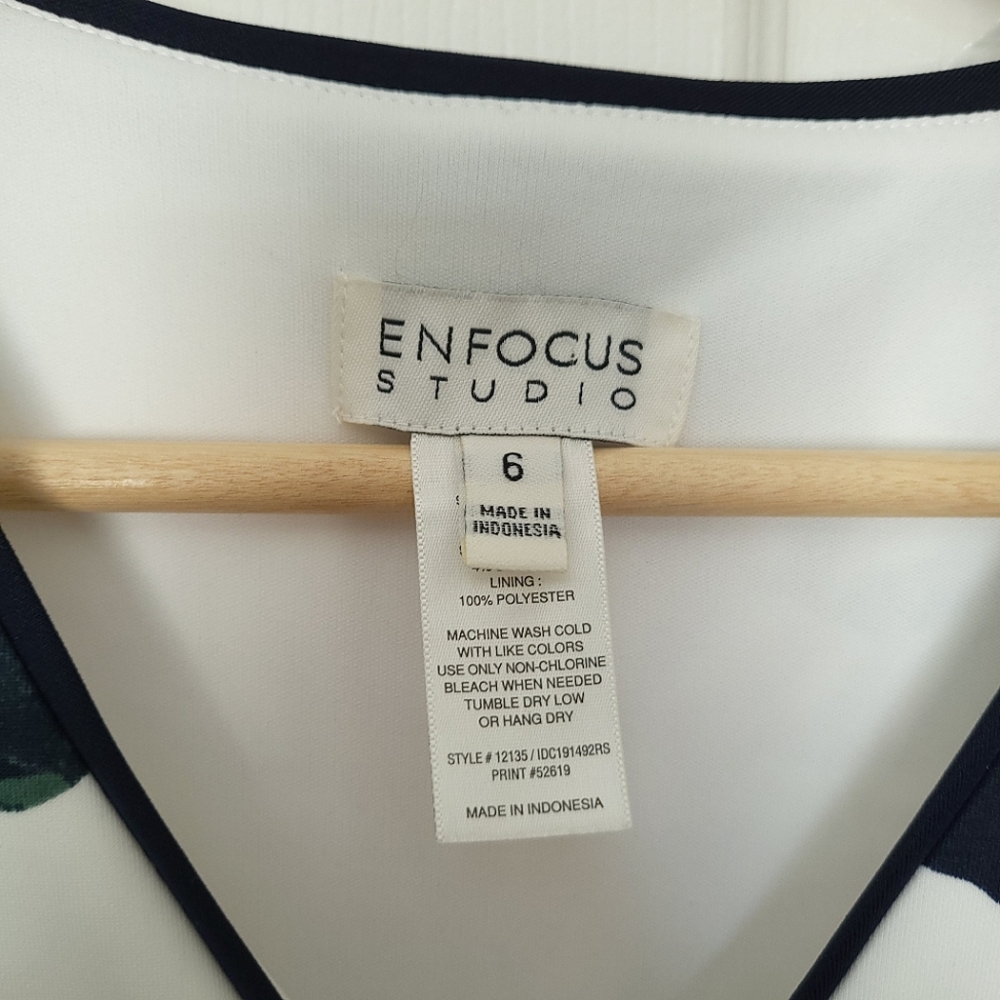 ENFOCUS
STUDIO
6
MADE IN
INDONESIA
LINING :
100% POLYESTER
MACHINE WASH COLD
WITH LIKE COLORS
USE ONLY NON-CHLORINE
BLEACH WHEN NEEDED
TUMBLE DRY LOW
OR HANG DRY
STYLE # 12135 / IDC191492RS
PRINT #52619
MADE IN INDONESIA